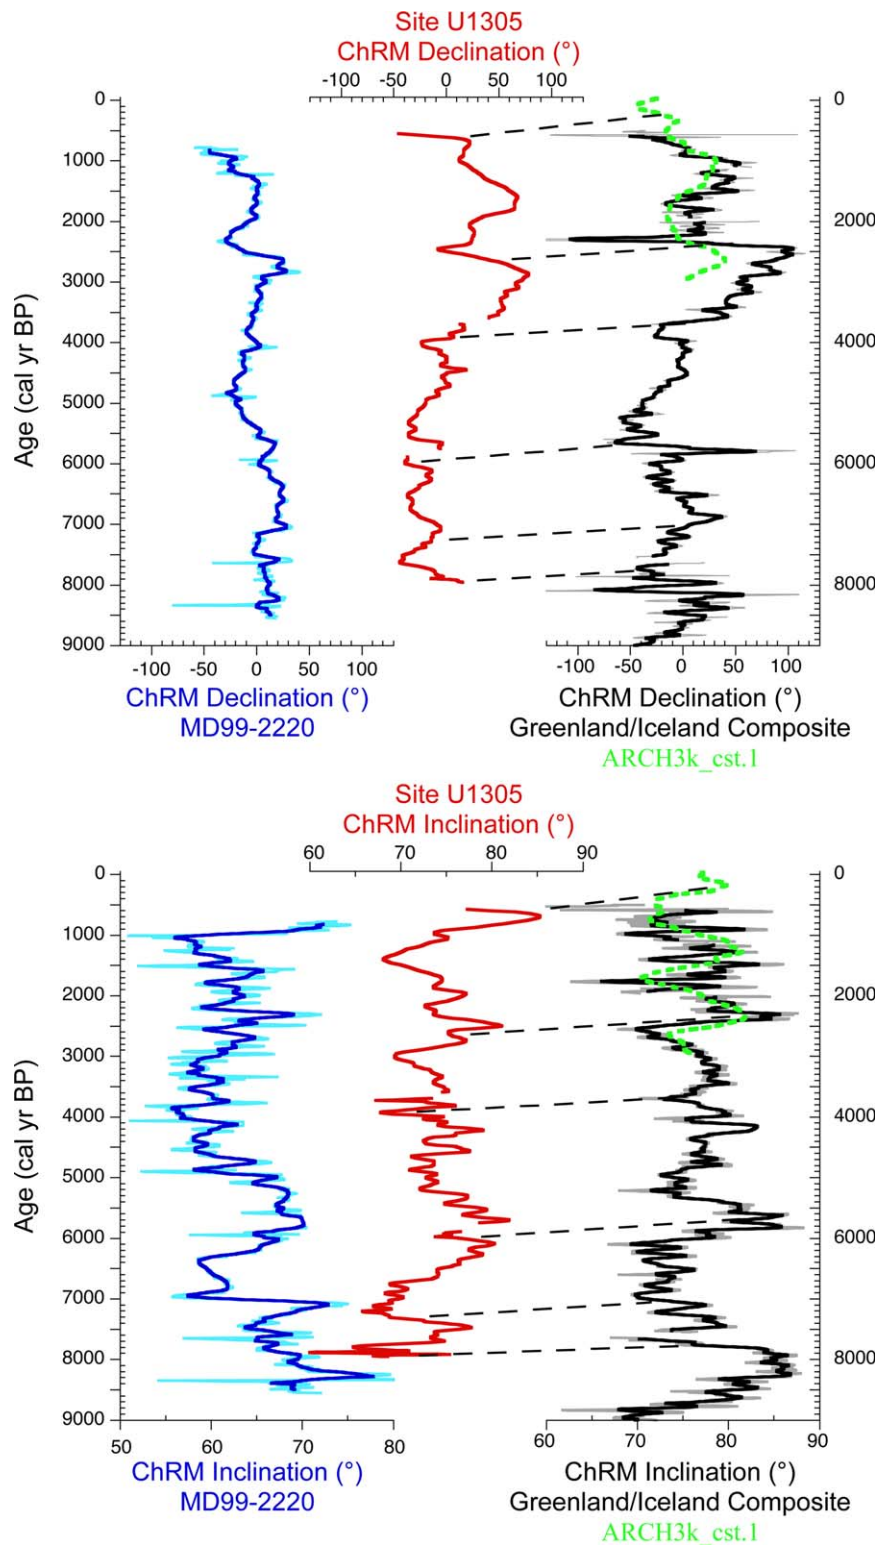 Site U1305
ChRM Declination (°)
-100 -50 0 50 100
0 0
1000
2000 2000
3000
4000 4000
5000
6000 6000
7000
8000 8000
9000
Age (cal yr BP)
-100 -50 0 50 100 -100 -50 0 50 100
ChRM Declination (°) ChRM Declination (°)
MD99-2220 Greenland/Iceland Composite
ARCH3k_cst.1
Site U1305
ChRM Inclination (°)
60 70 80 90
0 0
1000
2000 2000
3000
4000 4000
5000
6000 6000
7000
8000 8000
9000
Age (cal yr BP)
50 60 70 80 60 70 80 90
ChRM Inclination (°) ChRM Inclination (°)
MD99-2220 Greenland/Iceland Composite
ARCH3k_cst.1